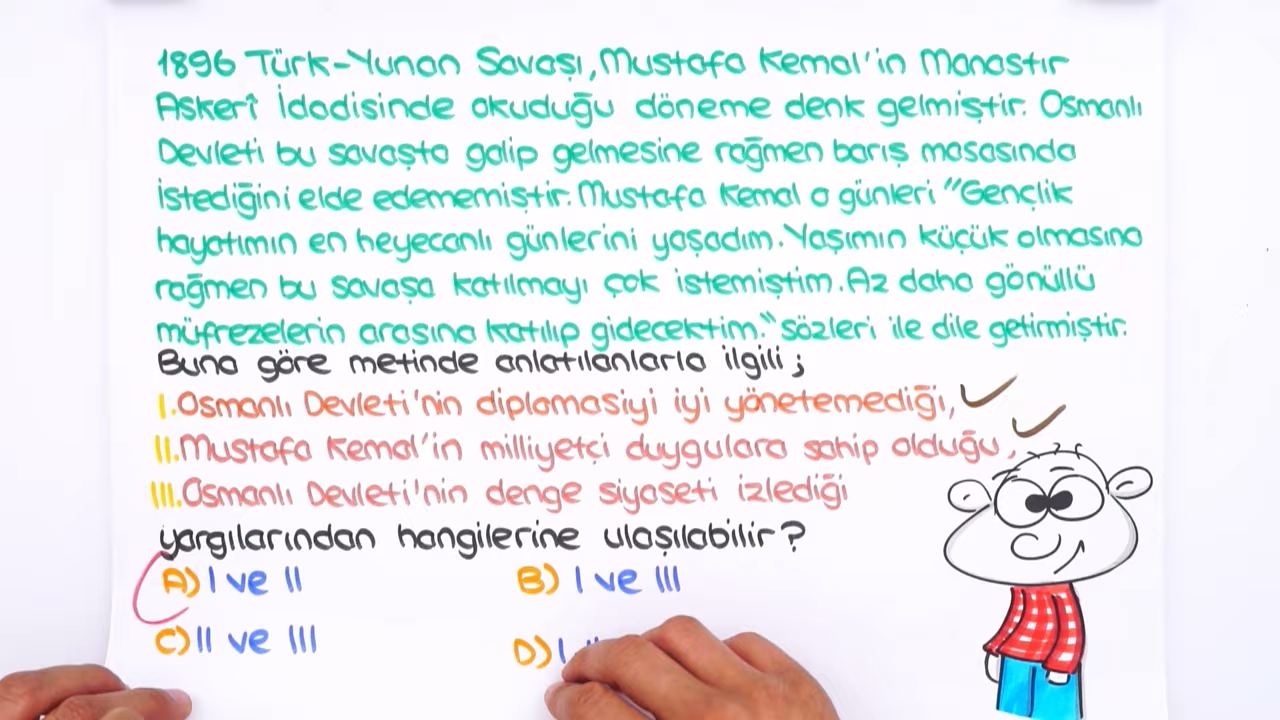 1896 Türk-Yunan Savaşı, Mustafa Kemal'in Manastır
Askerî İdadisinde okuduğu döneme denk gelmiştir. Osmanlı
Devleti bu savaşta galip gelmesine rağmen barış masasında
istediğini elde edememiştir. Mustafa Kemal o günleri "Gençlik
hayatımın en heyecanlı günlerini yaşadım. Yaşımın küçük olmasına
rağmen bu savaşa katılmayı çok istemiştim. Az daha gönüllü
müfrezelerin arasına katılıp gidecektim." sözleri ile dile getirmiştir.
Buna göre metinde anlatılanlarla ilgili;
I. Osmanlı Devleti'nin diplomasiyi iyi yönetemediği,
II. Mustafa Kemal'in milliyetçi duygulara sahip olduğu,
III. Osmanlı Devleti'nin denge siyaseti izlediği
yargılarından hangilerine ulaşılabilir?
A) I ve II
B) I ve III
C) II ve III
D) I